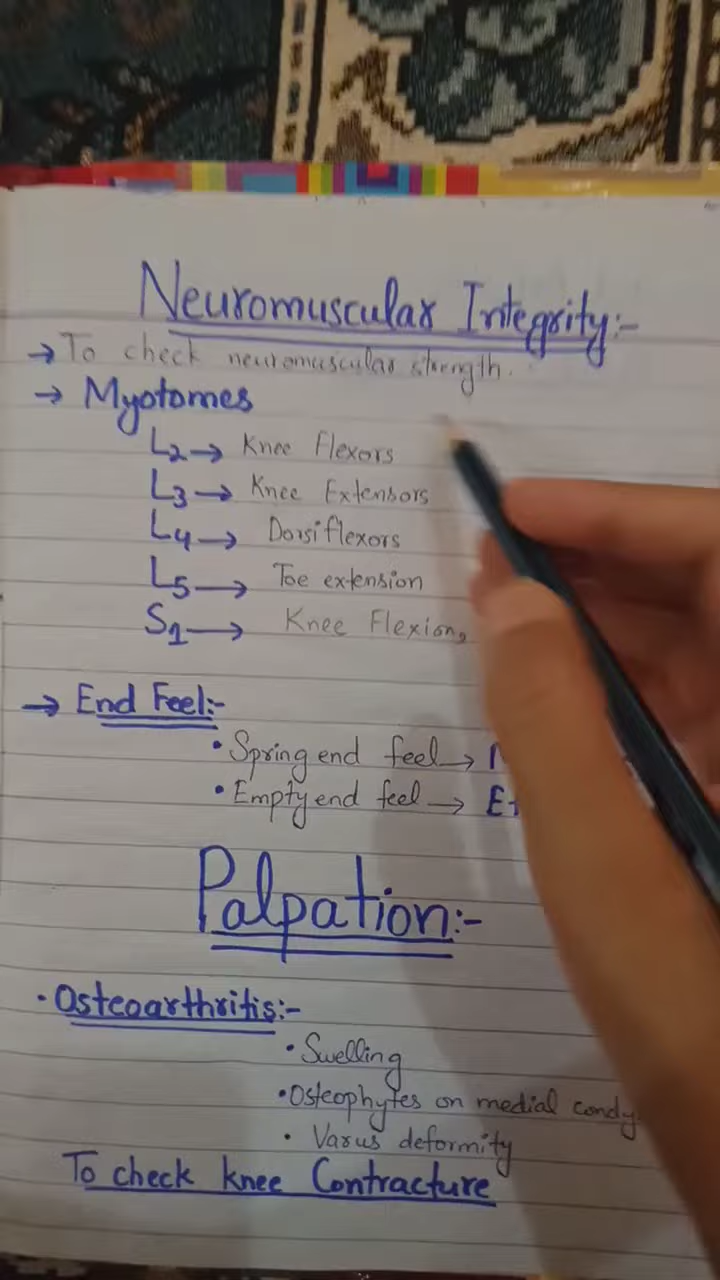 Neuromuscular Integrity:-
→ To check neuromuscular strength.
→ Myotomes
L2 → Knee flexors
L3 → Knee Extensors
L4 → Dorsiflexors
L5 → Toe extension
S1 → Knee Flexion,
→ End Feel:-
• Spring end feel →
• Empty end feel →
Palpation:-
• Osteoarthritis:-
• Swelling
• Osteophytes on medial condy
• Varus deformity
To check knee Contracture